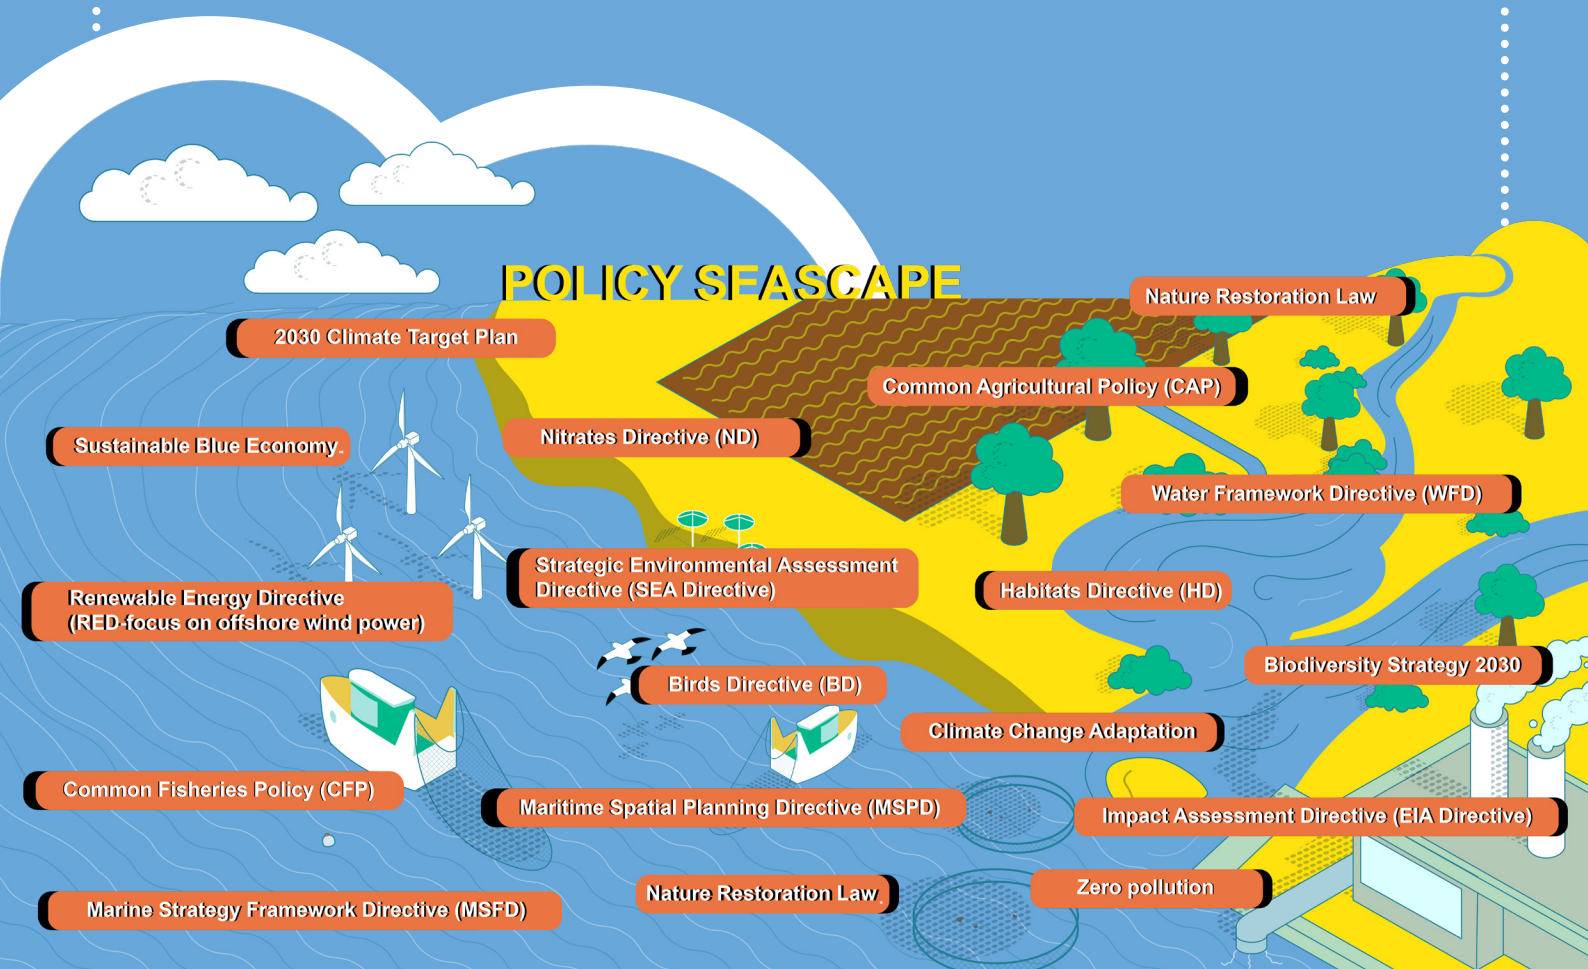 POLICY SEASCAPE
Nature Restoration Law
2030 Climate Target Plan
Common Agricultural Policy (CAP)
Sustainable Blue Economy.
Nitrates Directive (ND)
Water Framework Directive (WFD)
Strategic Environmental Assessment
Directive (SEA Directive)
Habitats Directive (HD)
Renewable Energy Directive
(RED-focus on offshore wind power)
Biodiversity Strategy 2030
Birds Directive (BD)
Climate Change Adaptation
Common Fisheries Policy (CFP)
Maritime Spatial Planning Directive (MSPD)
Impact Assessment Directive (EIA Directive)
Nature Restoration Law.
Zero pollution
Marine Strategy Framework Directive (MSFD)